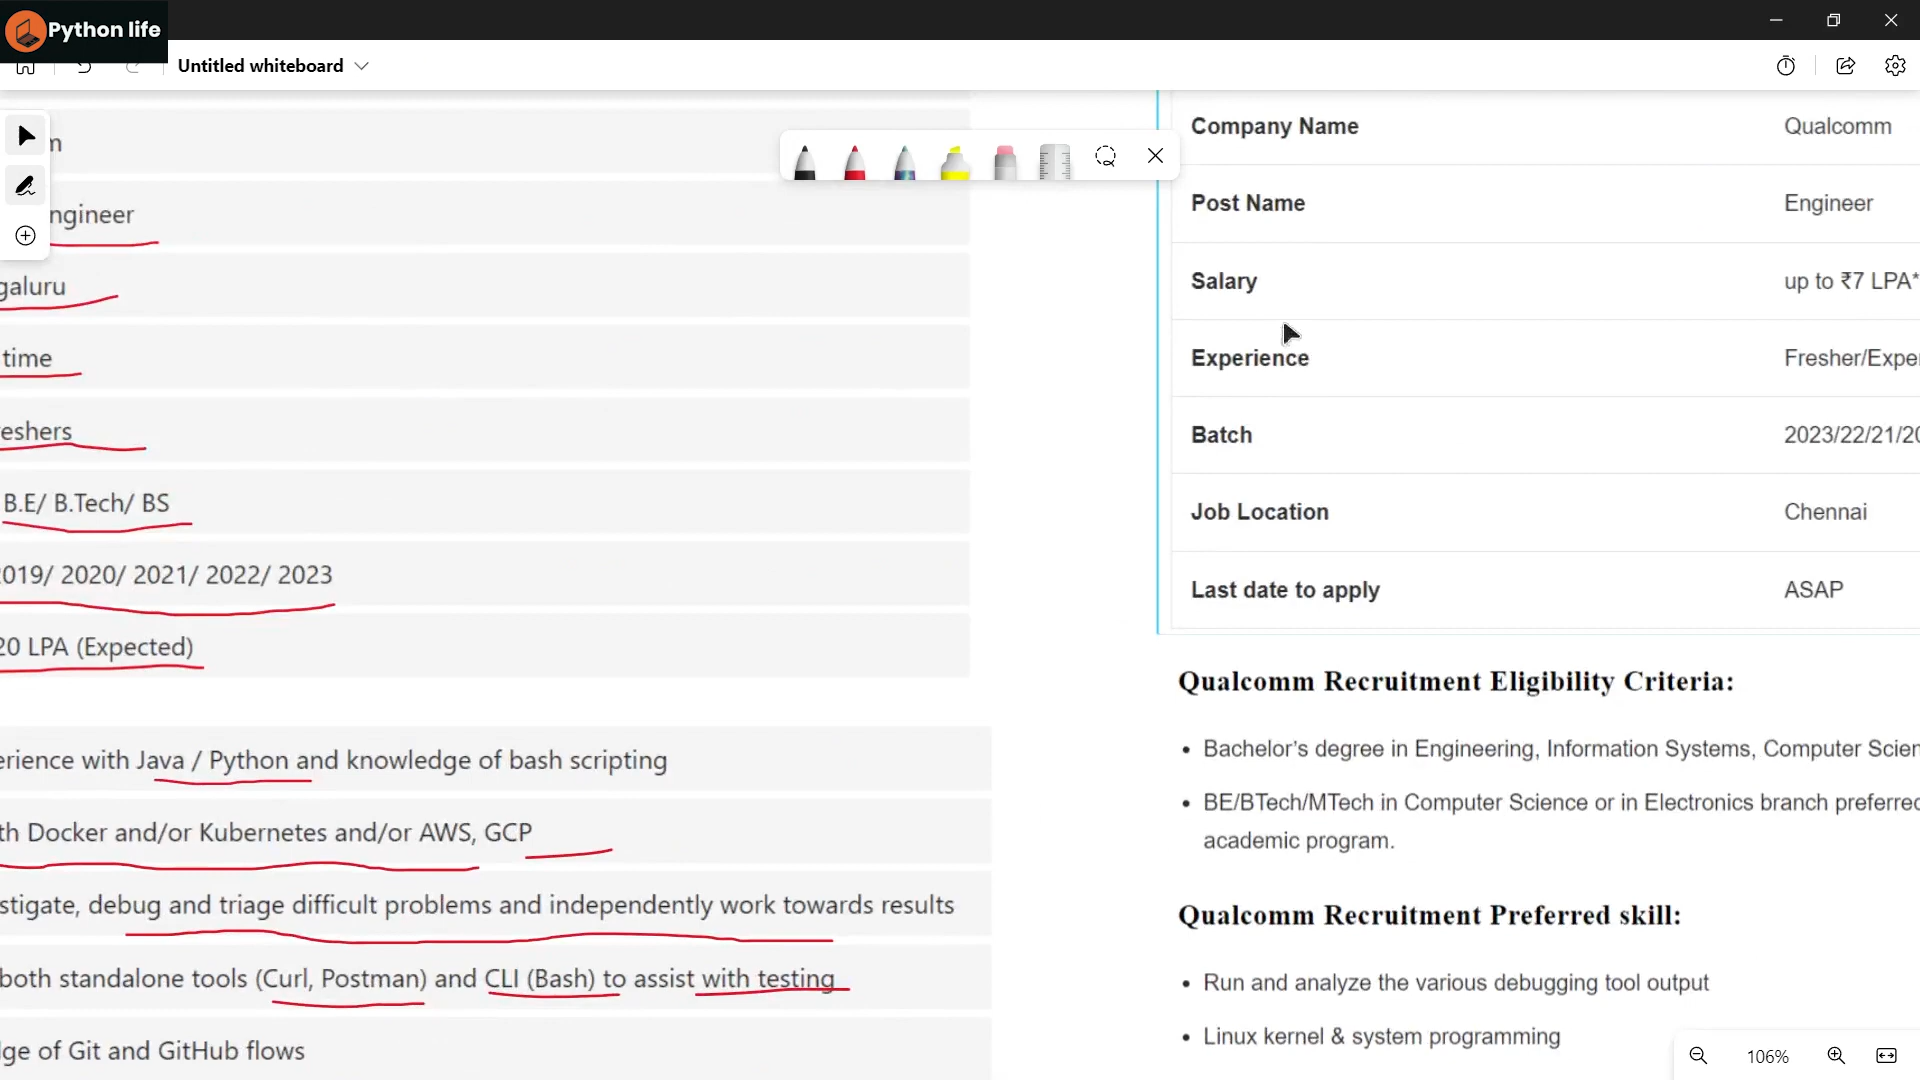 Python life
Untitled whiteboard
m
ngineer
galuru
time
eshers
B.E/ B.Tech/ BS
019/ 2020/ 2021/ 2022/ 2023
20 LPA (Expected)
erience with Java / Python and knowledge of bash scripting
th Docker and/or Kubernetes and/or AWS, GCP
stigate, debug and triage difficult problems and independently work towards results
both standalone tools (Curl, Postman) and CLI (Bash) to assist with testing
dge of Git and GitHub flows
Company Name Qualcomm
Post Name Engineer
Salary up to ₹7 LPA*
Experience Fresher/Exper
Batch 2023/22/21/20
Job Location Chennai
Last date to apply ASAP
Qualcomm Recruitment Eligibility Criteria:
• Bachelor's degree in Engineering, Information Systems, Computer Scien
• BE/BTech/MTech in Computer Science or in Electronics branch preferred
academic program.
Qualcomm Recruitment Preferred skill:
• Run and analyze the various debugging tool output
• Linux kernel & system programming
106%